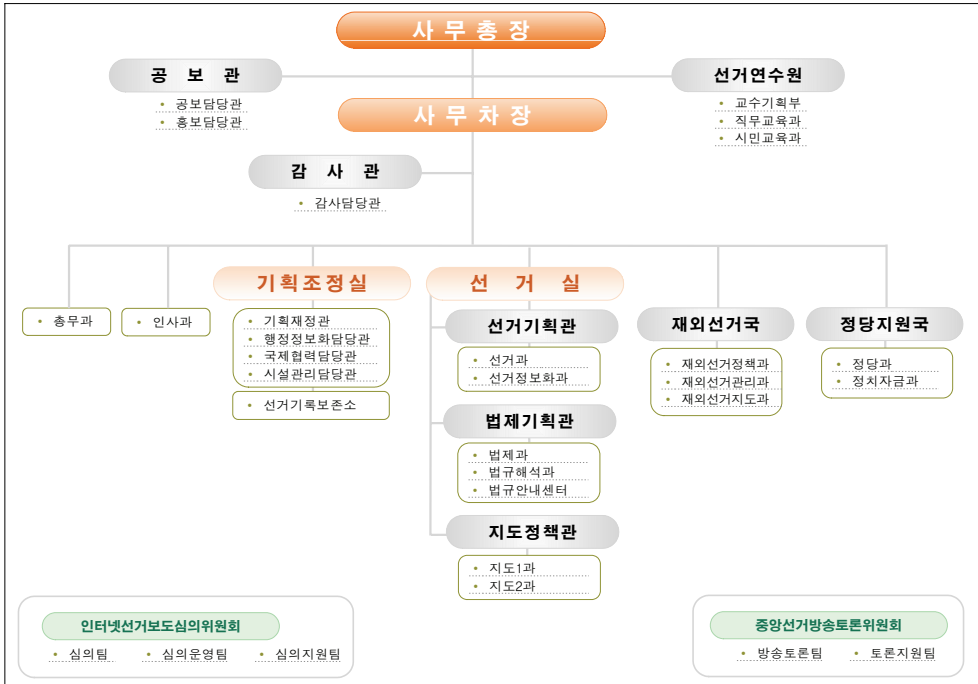 사무총장
공 보 관
• 공보담당관
• 홍보담당관
선거연수원
• 교수기획부
• 직무교육과
• 시민교육과
사무차장
감 사 관
• 감사담당관
• 총무과
• 인사과
기획조정실
• 기획재정관
• 행정정보화담당관
• 국제협력담당관
• 시설관리담당관
• 선거기록보존소
선 거 실
선거기획관
• 선거과
• 선거정보화과
법제기획관
• 법제과
• 법규해석과
• 법규안내센터
지도정책관
• 지도1과
• 지도2과
재외선거국
• 재외선거정책과
• 재외선거관리과
• 재외선거지도과
정당지원국
• 정당과
• 정치자금과
인터넷선거보도심의위원회
• 심의팀 • 심의운영팀 • 심의지원팀
중앙선거방송토론위원회
• 방송토론팀 • 토론지원팀